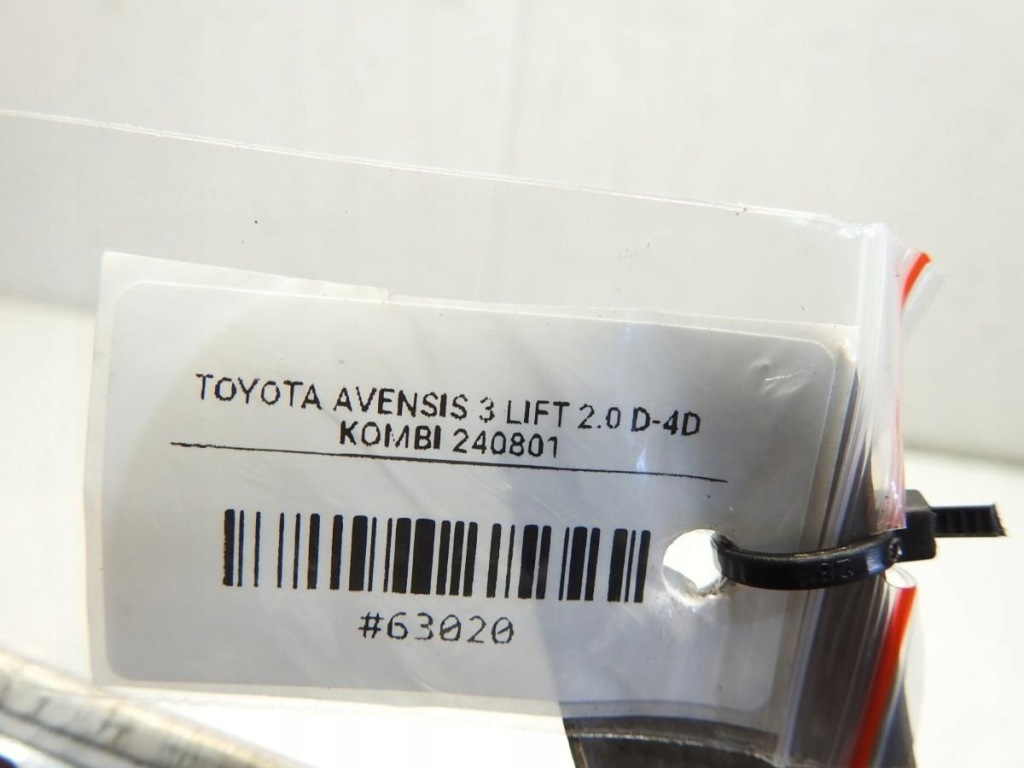 TOYOTA AVENSIS 3 LIFT 2.0 D-4D
KOMBI 240801
#63020